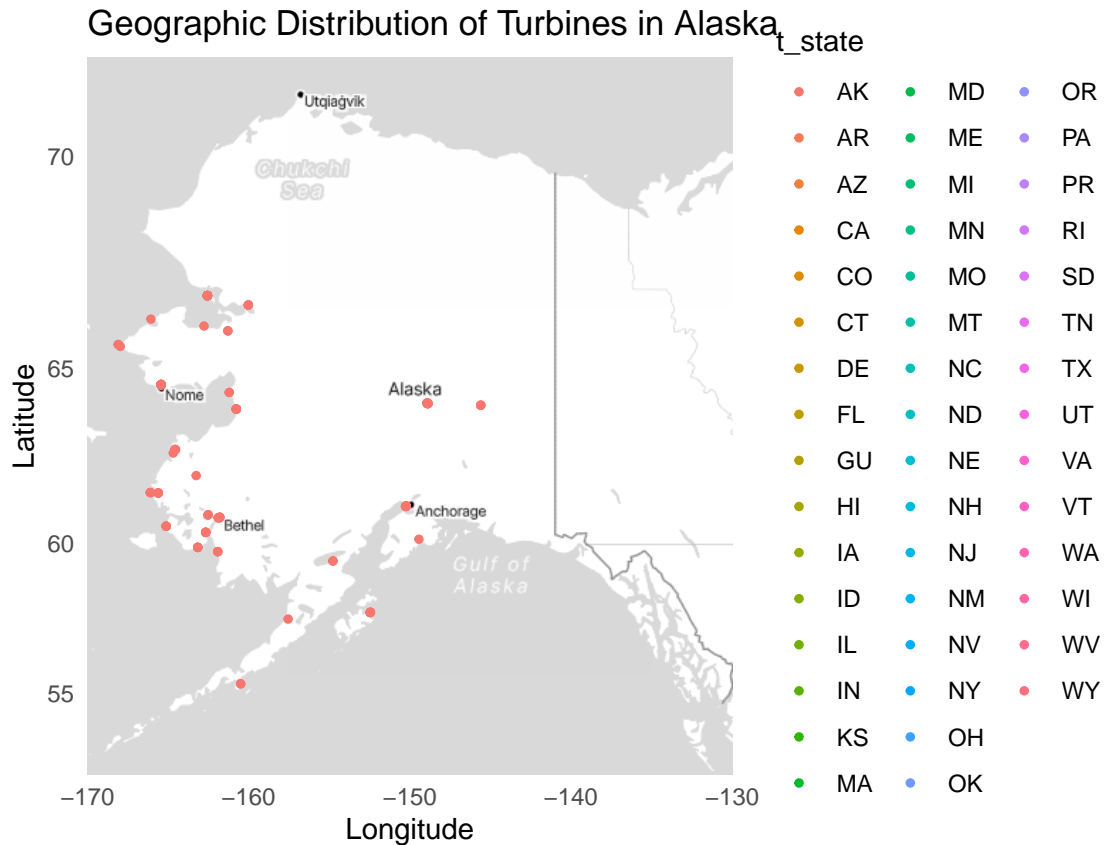 Geographic Distribution of Turbines in Alaska
t_state
Utqiaġvik
Chukchi
Sea
Nome
Alaska
Bethel
Anchorage
Gulf of
Alaska
Latitude
70
65
60
55
−170
−160
−150
−140
−130
Longitude
AK
AR
AZ
CA
CO
CT
DE
FL
GU
HI
IA
ID
IL
IN
KS
MA
MD
ME
MI
MN
MO
MT
NC
ND
NE
NH
NJ
NM
NV
NY
OH
OK
OR
PA
PR
RI
SD
TN
TX
UT
VA
VT
WA
WI
WV
WY